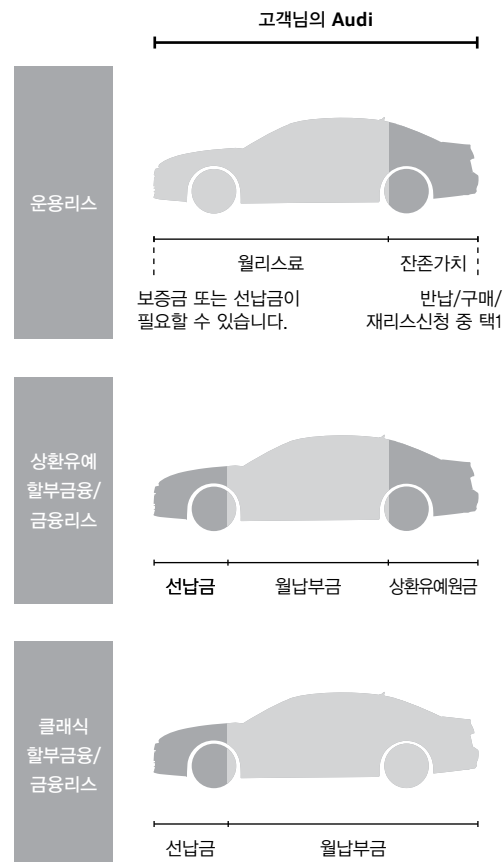 고객님의 Audi
운용리스
월리스료
잔존가치
보증금 또는 선납금이
필요할 수 있습니다.
반납/구매/
재리스신청 중 택1
상환유예
할부금융/
금융리스
선납금
월납부금
상환유예원금
클래식
할부금융/
금융리스
선납금
월납부금